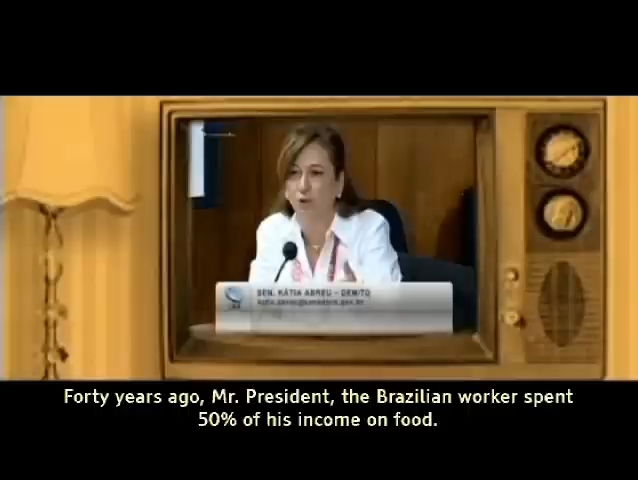 SEN. KÁTIA ABREU - DEM/TO
Forty years ago, Mr. President, the Brazilian worker spent
50% of his income on food.